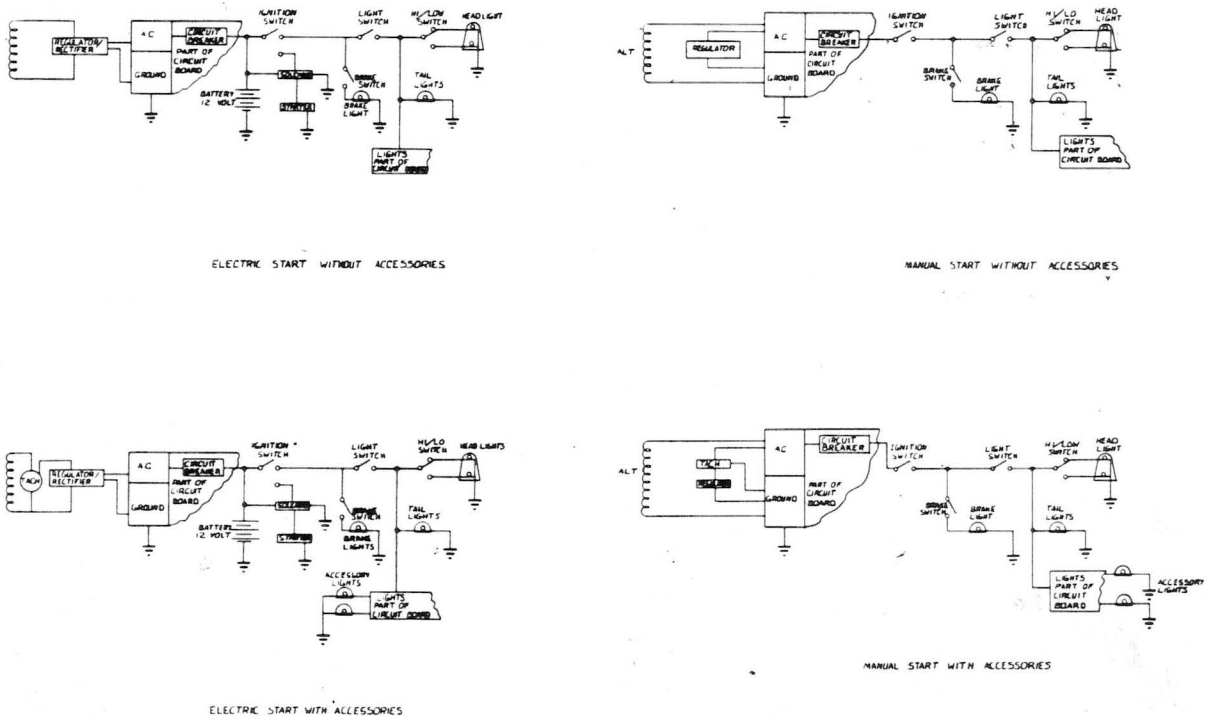 REGULATOR/
RECTIFIER
AC
GROUND
CIRCUIT
BREAKER
PART OF
CIRCUIT
BOARD
IGNITION
SWITCH
BATTERY
12 VOLT
LIGHT
SWITCH
BRAKE
SWITCH
BRAKE
LIGHT
HI/LOW
SWITCH
HEADLIGHT
TAIL
LIGHTS
LIGHTS
PART OF
CIRCUIT BOARD
ELECTRIC START WITHOUT ACCESSORIES
ALT
REGULATOR
AC
GROUND
CIRCUIT
BREAKER
PART OF
CIRCUIT
BOARD
IGNITION
SWITCH
BRAKE
SWITCH
BRAKE
LIGHT
LIGHT
SWITCH
HI/LO
SWITCH
HEAD
LIGHT
TAIL
LIGHTS
LIGHTS
PART OF
CIRCUIT BOARD
MANUAL START WITHOUT ACCESSORIES
TACH
REGULATOR/
RECTIFIER
AC
GROUND
CIRCUIT
BREAKER
PART OF
CIRCUIT
BOARD
IGNITION
SWITCH
BATTERY
12 VOLT
LIGHT
SWITCH
BRAKE
SWITCH
BRAKE
LIGHTS
HI/LO
SWITCH
HEAD LIGHTS
TAIL
LIGHTS
ACCESSORY
LIGHTS
LIGHTS
PART OF
CIRCUIT BOARD
ELECTRIC START WITH ACCESSORIES
ALT
AC
TACH
GROUND
CIRCUIT
BREAKER
PART OF
CIRCUIT
BOARD
IGNITION
SWITCH
BRAKE
SWITCH
BRAKE
LIGHT
LIGHT
SWITCH
HI/LOW
SWITCH
HEAD
LIGHT
TAIL
LIGHTS
LIGHTS
PART OF
CIRCUIT
BOARD
ACCESSORY
LIGHTS
MANUAL START WITH ACCESSORIES